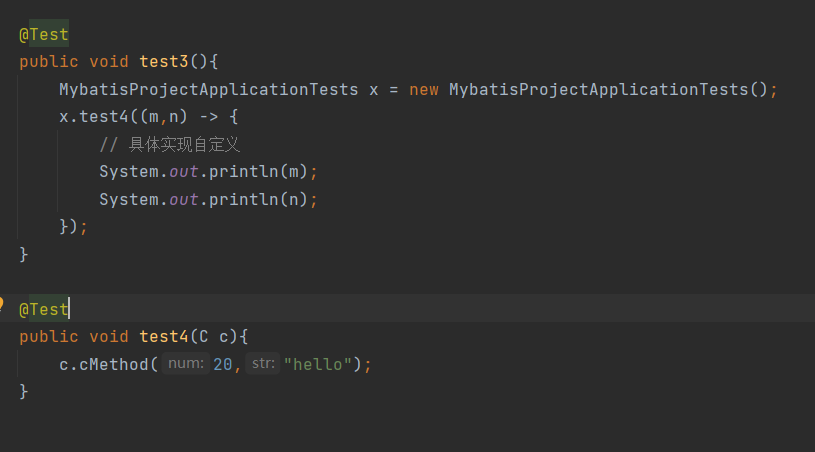 @Test
public void test3(){
    MybatisProjectApplicationTests x = new MybatisProjectApplicationTests();
    x.test4((m,n) -> {
        // 具体实现自定义
        System.out.println(m);
        System.out.println(n);
    });
}
@Test
public void test4(C c){
    c.cMethod( num: 20, str: "hello");
}